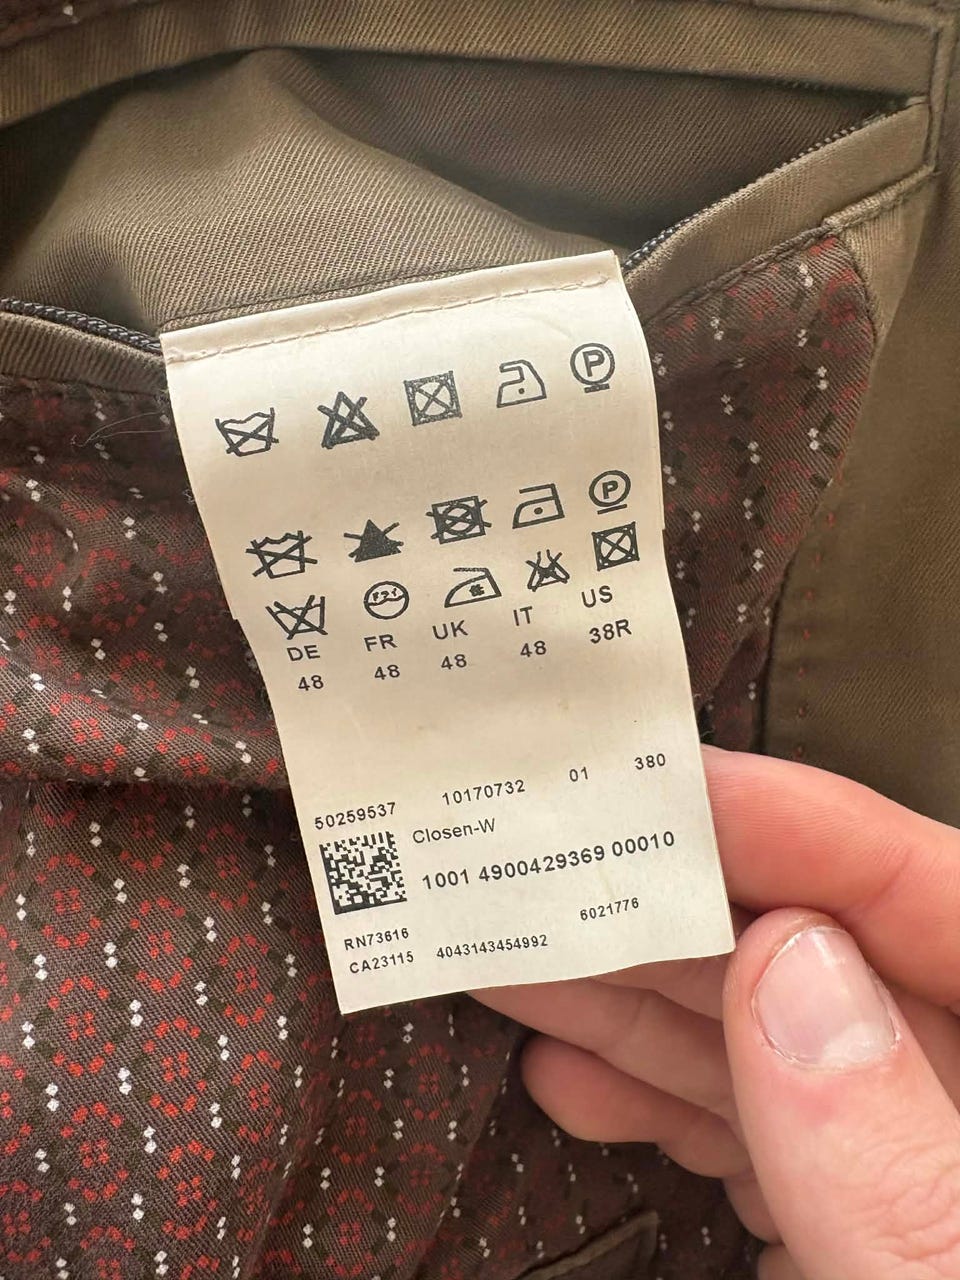 P
P
DE FR UK IT US
48 48 48 48 38R
50259537 10170732 01 380
Closen-W
1001 4900429369 00010
6021776
RN73616
CA23115 4043143454992